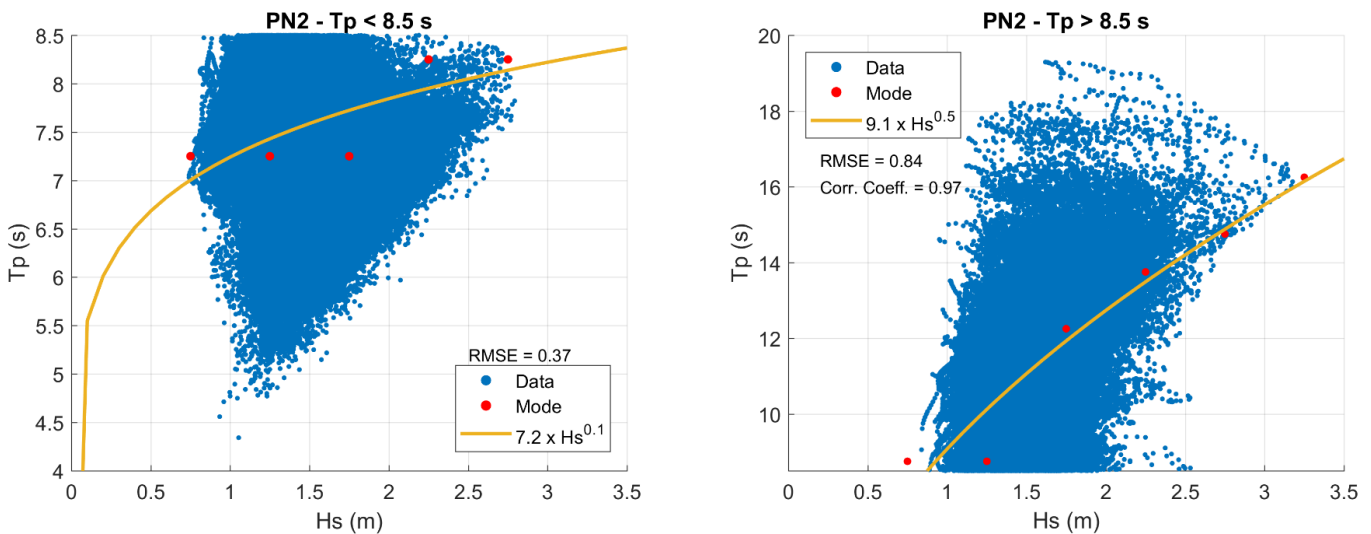 PN2 - Tp < 8.5 s
8.5
8
7.5
7
6.5
6
5.5
5
4.5
4
Tp (s)
0 0.5 1 1.5 2 2.5 3 3.5
Hs (m)
RMSE = 0.37
Data
Mode
7.2 x Hs^0.1
PN2 - Tp > 8.5 s
20
18
16
14
12
10
Tp (s)
0 0.5 1 1.5 2 2.5 3 3.5
Hs (m)
Data
Mode
9.1 x Hs^0.5
RMSE = 0.84
Corr. Coeff. = 0.97